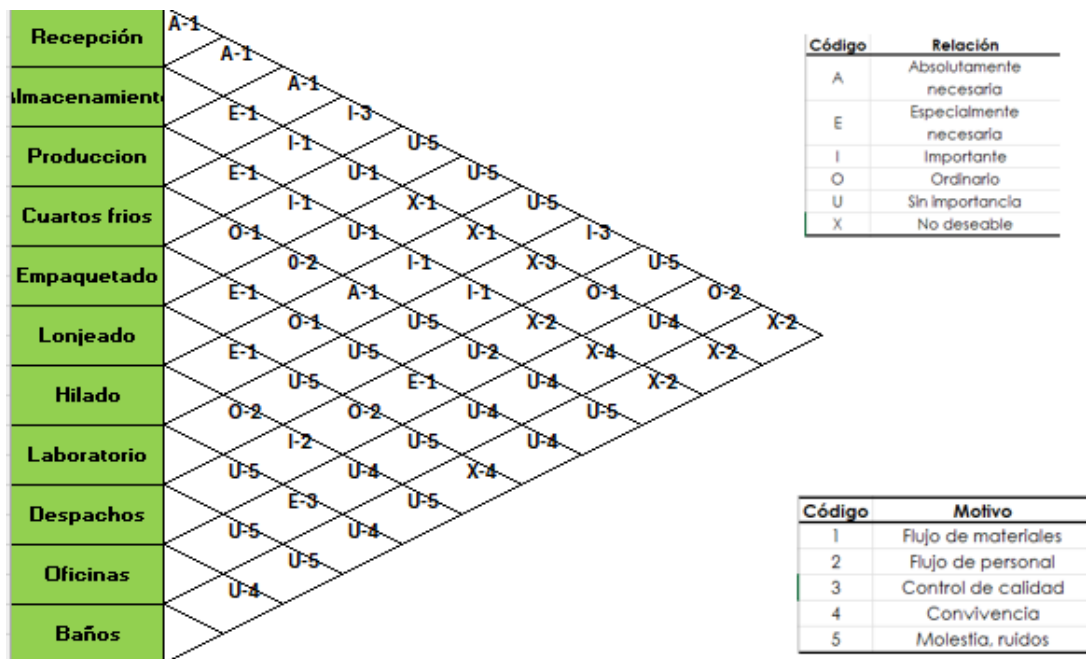 A-1
Recepción
A-1
A-1
lmacenamiento
E-1 I-3
I-1 U-5
Produccion
E-1 U-1 U-5
I-1 X-1 U-5
Cuartos frios
O-1 U-1 X-1 I-3
0-2 I-1 X-3 U-5
Empaquetado
E-1 A-1 I-1 O-1 O-2
O-1 U-5 X-2 U-4 X-2
Lonjeado
E-1 U-5 U-2 X-4 X-2
U-5 E-1 U-4 X-2
Hilado
O-2 O-2 U-4 U-5
I-2 U-5 U-4
Laboratorio
U-5 U-4 X-4
E-3 U-5
Despachos
U-5 U-4
U-5
Oficinas
U-4
Baños
Código Relación
A Absolutamente
necesaria
E Especialmente
necesaria
I Importante
O Ordinario
U Sin importancia
X No deseable
Código Motivo
1 Flujo de materiales
2 Flujo de personal
3 Control de calidad
4 Convivencia
5 Molestia, ruidos